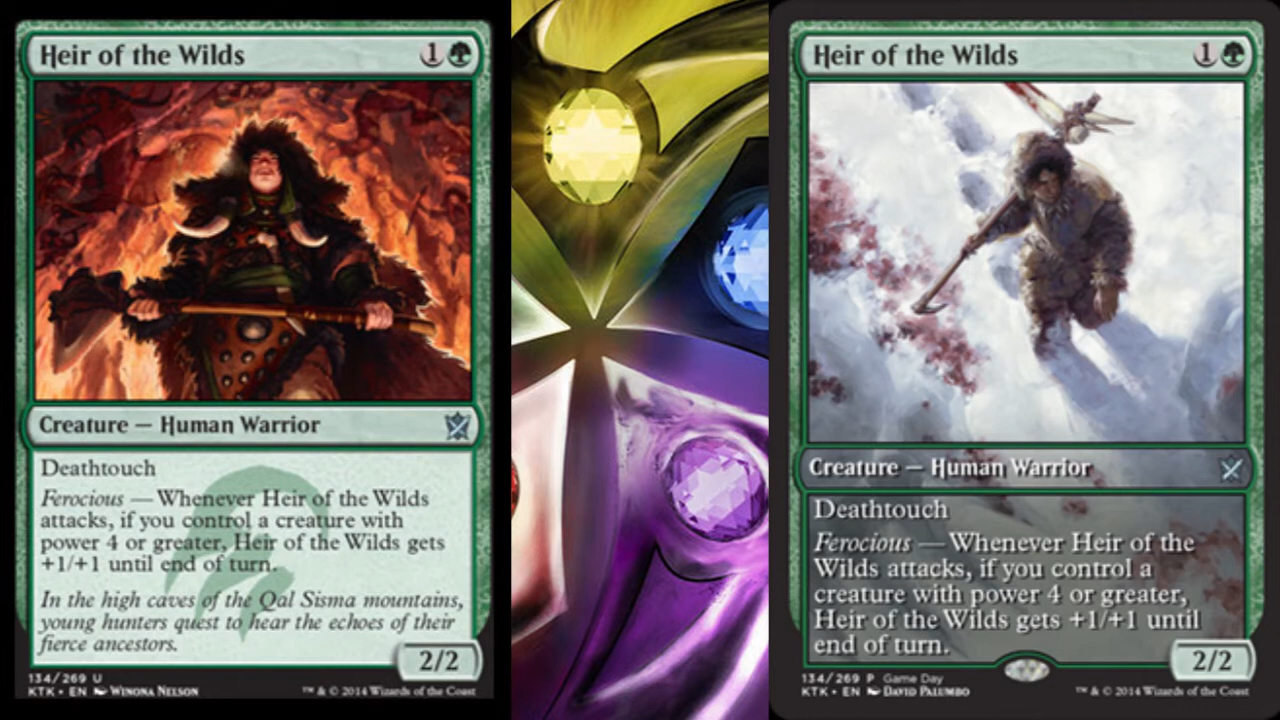 Heir of the Wilds 1
Creature — Human Warrior
Deathtouch
Ferocious — Whenever Heir of the Wilds
attacks, if you control a creature with
power 4 or greater, Heir of the Wilds gets
+1/+1 until end of turn.
In the high caves of the Qal Sisma mountains,
young hunters quest to hear the echoes of their
fierce ancestors.
2/2
134/269 U
KTK • EN Winona Nelson ™ & © 2014 Wizards of the Coast
Heir of the Wilds 1
Creature — Human Warrior
Deathtouch
Ferocious — Whenever Heir of the
Wilds attacks, if you control a
creature with power 4 or greater,
Heir of the Wilds gets +1/+1 until
end of turn.
2/2
134/269 P Game Day
KTK • EN David Palumbo ™ & © 2014 Wizards of the Coast